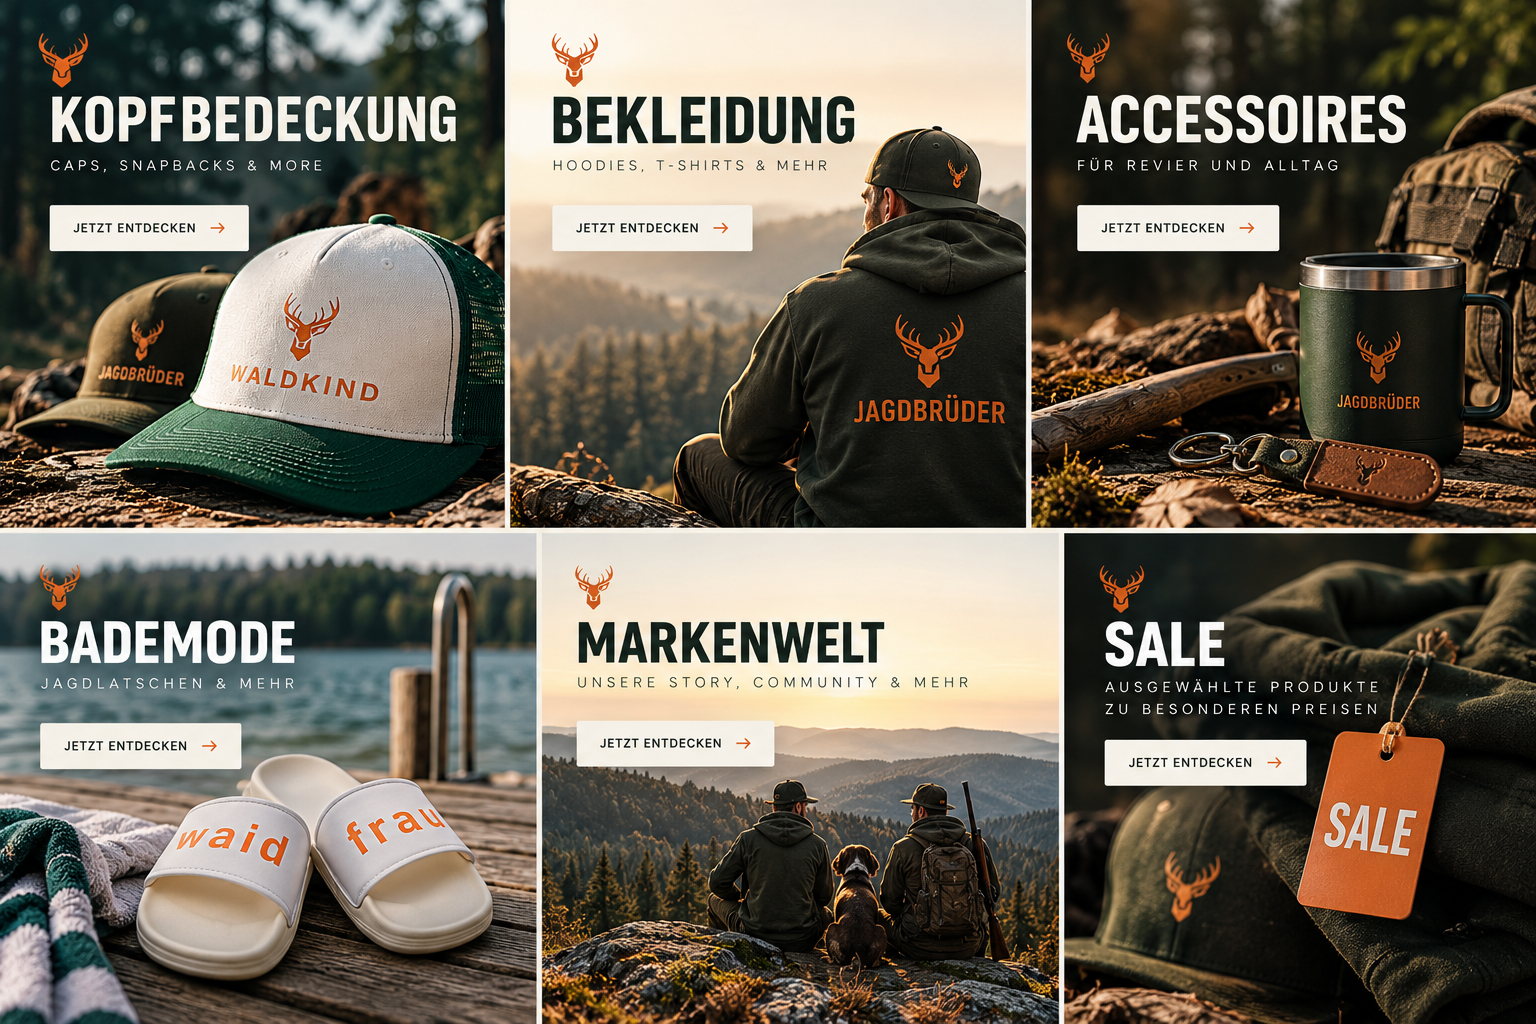 KOPFBEDECKUNG
CAPS, SNAPBACKS & MORE
JETZT ENTDECKEN →
JAGDBRÜDER
WALDKIND
BEKLEIDUNG
HOODIES, T-SHIRTS & MEHR
JETZT ENTDECKEN →
JAGDBRÜDER
ACCESSOIRES
FÜR REVIER UND ALLTAG
JETZT ENTDECKEN →
JAGDBRÜDER
BADEMODE
JAGDLATSCHEN & MEHR
JETZT ENTDECKEN →
waid
frau
MARKENWELT
UNSERE STORY, COMMUNITY & MEHR
JETZT ENTDECKEN →
SALE
AUSGEWÄHLTE PRODUKTE
ZU BESONDEREN PREISEN
JETZT ENTDECKEN →
SALE